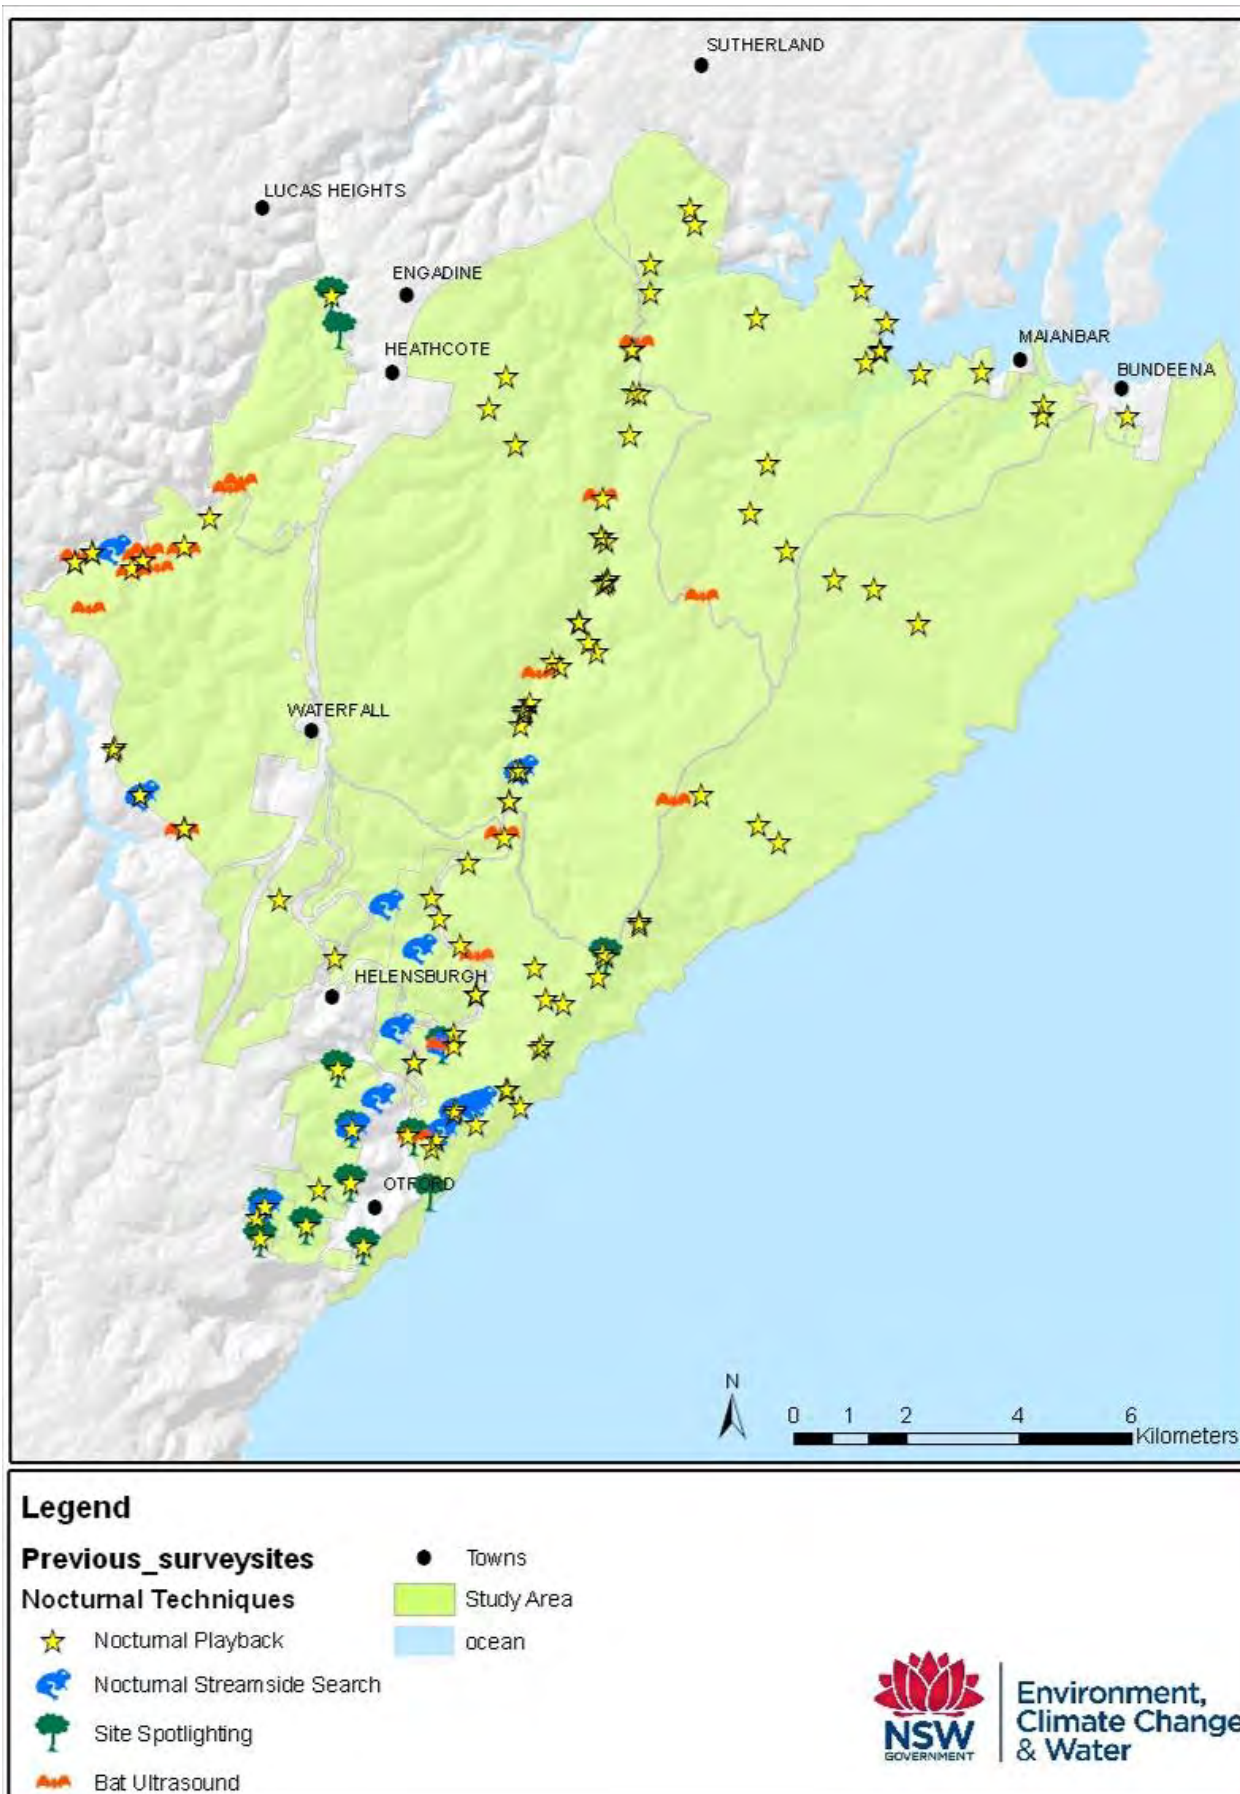 SUTHERLAND
LUCAS HEIGHTS
ENGADINE
HEATHCOTE
MAIANBAR
BUNDEENA
WATERFALL
HELENSBURGH
OTFORD
N
0 1 2 4 6
Kilometers
Legend
Previous_surveysites
Towns
Nocturnal Techniques
Study Area
Nocturnal Playback
ocean
Nocturnal Streamside Search
Site Spotlighting
Bat Ultrasound
NSW
GOVERNMENT
Environment,
Climate Change
& Water